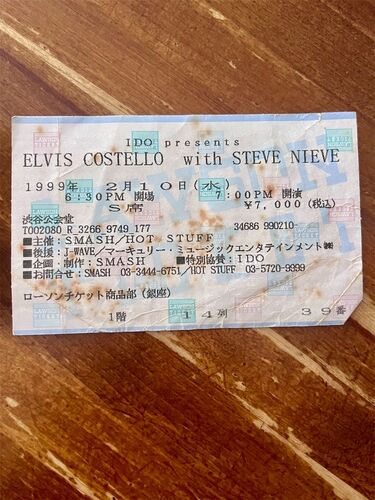 IDO presents
ELVIS COSTELLO with STEVE NIEVE
1999年 2月10日(水)
6:30PM 開場 7:00PM 開演
S席 ¥7,000(税込)
渋谷公会堂
T002080 R 3266 9749 177 34686 990210-
■主催:SMASH/HOT STUFF
■後援:J-WAVE/マーキュリー・ミュージックエンタテインメント㈱
■企画・制作:SMASH ■特別協賛:IDO
■お問合せ:SMASH 03-3444-6751/HOT STUFF 03-5720-9999
ローソンチケット商品部(銀座)
1階 14列 39番